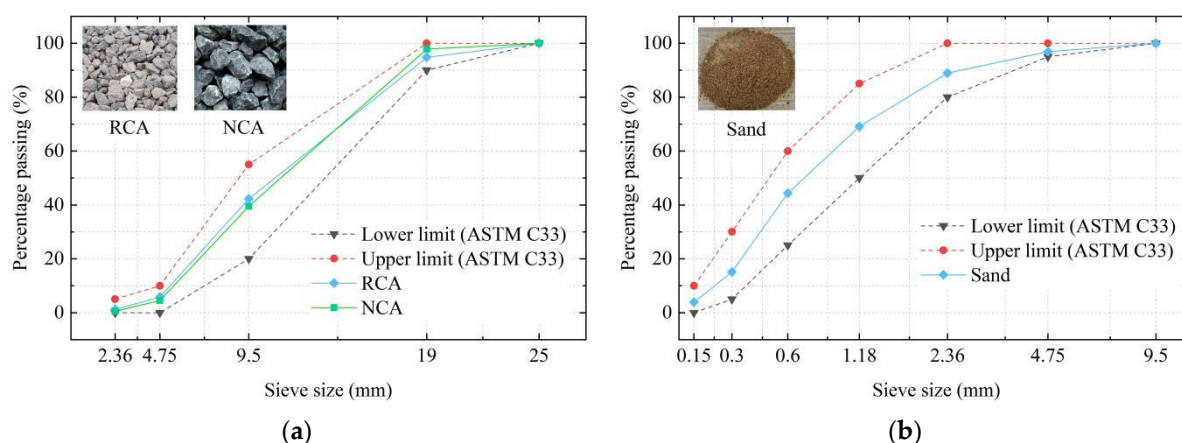 100
80
60
40
20
0
Percentage passing (%)
RCA
NCA
Lower limit (ASTM C33)
Upper limit (ASTM C33)
RCA
NCA
2.36
4.75
9.5
19
25
Sieve size (mm)
(a)
100
80
60
40
20
0
Percentage passing (%)
Sand
Lower limit (ASTM C33)
Upper limit (ASTM C33)
Sand
0.15
0.3
0.6
1.18
2.36
4.75
9.5
Sieve size (mm)
(b)